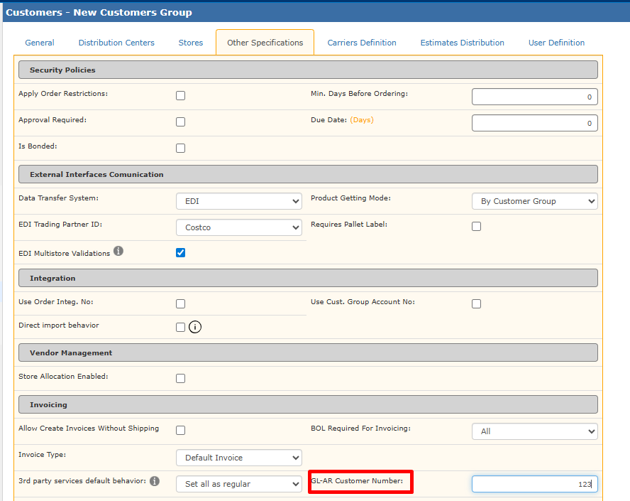 Customers - New Customers Group
General Distribution Centers Stores Other Specifications Carriers Definition Estimates Distribution User Definition
Security Policies
Apply Order Restrictions: Min. Days Before Ordering: 0
Approval Required: Due Date: (Days) 0
Is Bonded:
External Interfaces Comunication
Data Transfer System: EDI Product Getting Mode: By Customer Group
EDI Trading Partner ID: Costco Requires Pallet Label:
EDI Multistore Validations
Integration
Use Order Integ. No: Use Cust. Group Account No:
Direct import behavior
Vendor Management
Store Allocation Enabled:
Invoicing
Allow Create Invoices Without Shipping BOL Required For Invoicing: All
Invoice Type: Default Invoice
3rd party services default behavior: Set all as regular GL-AR Customer Number: 123